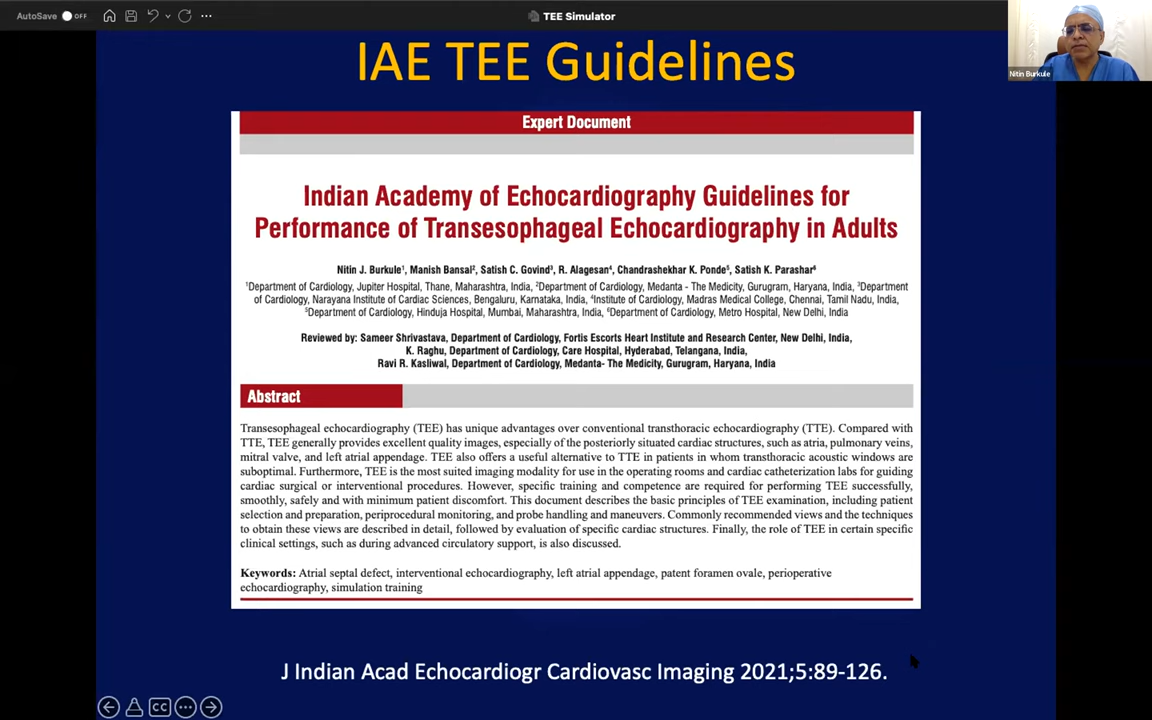 AutoSave OFF
TEE Simulator
Nitin Burkule
IAE TEE Guidelines
Expert Document
Indian Academy of Echocardiography Guidelines for
Performance of Transesophageal Echocardiography in Adults
Nitin J. Burkule¹, Manish Bansal², Satish C. Govind³, R. Alagesan⁴, Chandrashekhar K. Ponde⁵, Satish K. Parashar⁶
¹Department of Cardiology, Jupiter Hospital, Thane, Maharashtra, India, ²Department of Cardiology, Medanta - The Medicity, Gurugram, Haryana, India, ³Department
of Cardiology, Narayana Institute of Cardiac Sciences, Bengaluru, Karnataka, India, ⁴Institute of Cardiology, Madras Medical College, Chennai, Tamil Nadu, India,
⁵Department of Cardiology, Hinduja Hospital, Mumbai, Maharashtra, India, ⁶Department of Cardiology, Metro Hospital, New Delhi, India
Reviewed by: Sameer Shrivastava, Department of Cardiology, Fortis Escorts Heart Institute and Research Center, New Delhi, India,
K. Raghu, Department of Cardiology, Care Hospital, Hyderabad, Telangana, India,
Ravi R. Kasliwal, Department of Cardiology, Medanta- The Medicity, Gurugram, Haryana, India
Abstract
Transesophageal echocardiography (TEE) has unique advantages over conventional transthoracic echocardiography (TTE). Compared with
TTE, TEE generally provides excellent quality images, especially of the posteriorly situated cardiac structures, such as atria, pulmonary veins,
mitral valve, and left atrial appendage. TEE also offers a useful alternative to TTE in patients in whom transthoracic acoustic windows are
suboptimal. Furthermore, TEE is the most suited imaging modality for use in the operating rooms and cardiac catheterization labs for guiding
cardiac surgical or interventional procedures. However, specific training and competence are required for performing TEE successfully,
smoothly, safely and with minimum patient discomfort. This document describes the basic principles of TEE examination, including patient
selection and preparation, periprocedural monitoring, and probe handling and maneuvers. Commonly recommended views and the techniques
to obtain these views are described in detail, followed by evaluation of specific cardiac structures. Finally, the role of TEE in certain specific
clinical settings, such as during advanced circulatory support, is also discussed.
Keywords: Atrial septal defect, interventional echocardiography, left atrial appendage, patent foramen ovale, perioperative
echocardiography, simulation training
J Indian Acad Echocardiogr Cardiovasc Imaging 2021;5:89-126.
CC